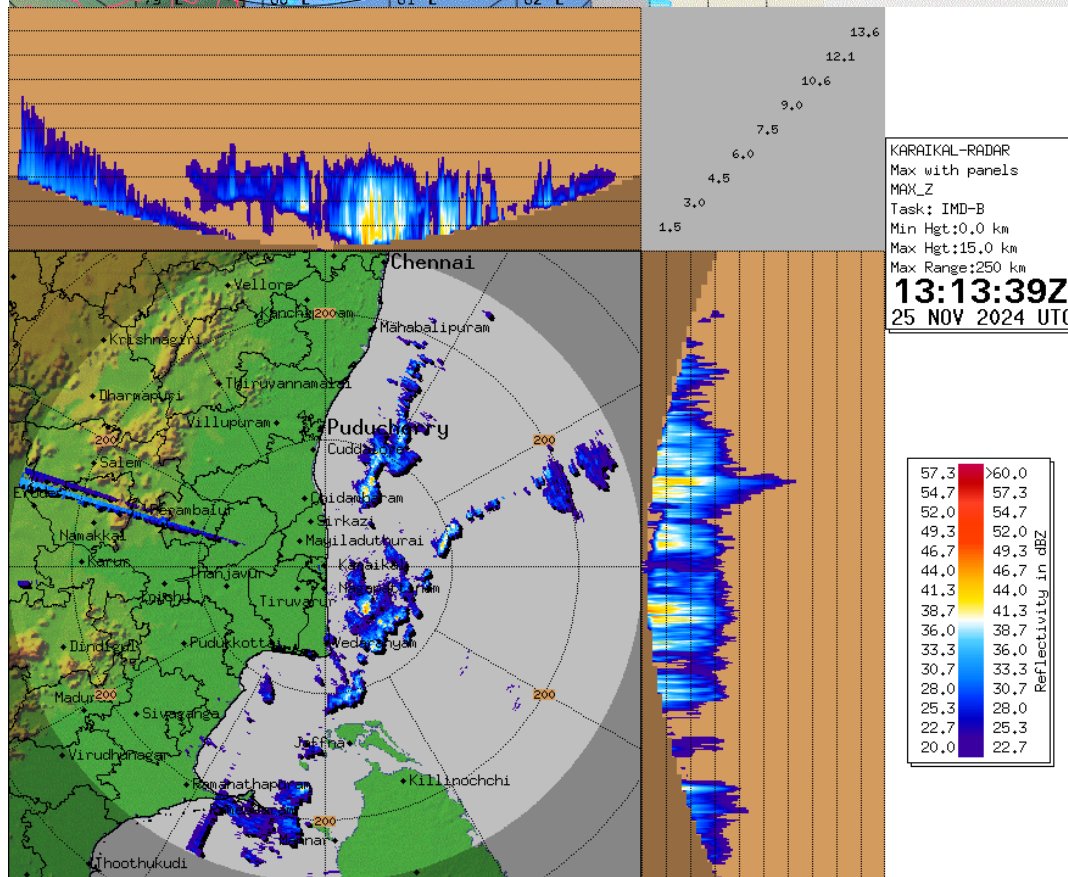 79°E
80°E
81°E
82°E
13.6
12.1
10.6
9.0
7.5
6.0
4.5
3.0
1.5
KARAIKAL-RADAR
Max with panels
MAX_Z
Task: IMD-B
Min Hgt:0.0 km
Max Hgt:15.0 km
Max Range:250 km
13:13:39Z
25 NOV 2024 UTC
Chennai
Vellore
200
Mahabalipuram
Krishnagiri
Thiruvannamalai
Dharmapuri
Villupuram
Puducherry
200
200
Cuddalore
Salem
Chidambaram
Perambalur
Sirkazi
Namakkal
Mayiladuthurai
Karur
Karaikal
Thanjavur
Tiruvarur
Pudukkottai
Vedaranyam
Dindigul
200
200
Sivaganga
Jaffna
Virudhunagar
Ramanathapuram
Killinochchi
200
Mannar
Thoothukudi
57.3 >60.0
54.7 57.3
52.0 54.7
49.3 52.0
46.7 49.3
44.0 46.7
41.3 44.0
38.7 41.3
36.0 38.7
33.3 36.0
30.7 33.3
28.0 30.7
25.3 28.0
22.7 25.3
20.0 22.7
Reflectivity in dBZ